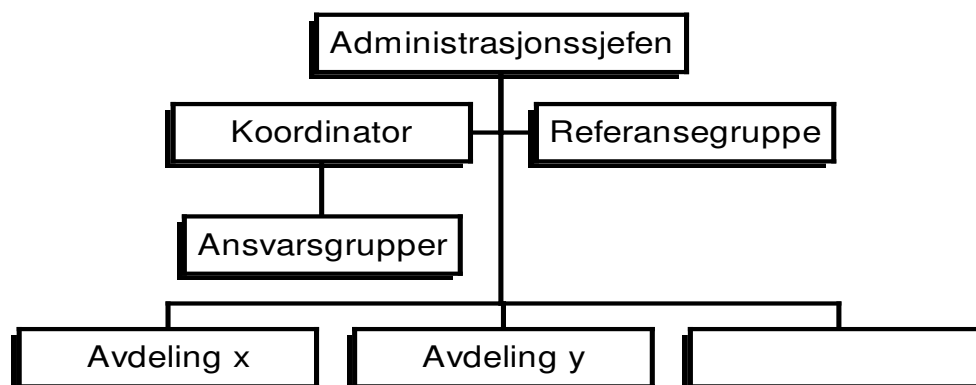 Administrasjonssjefen
Koordinator
Referansegruppe
Ansvarsgrupper
Avdeling x
Avdeling y